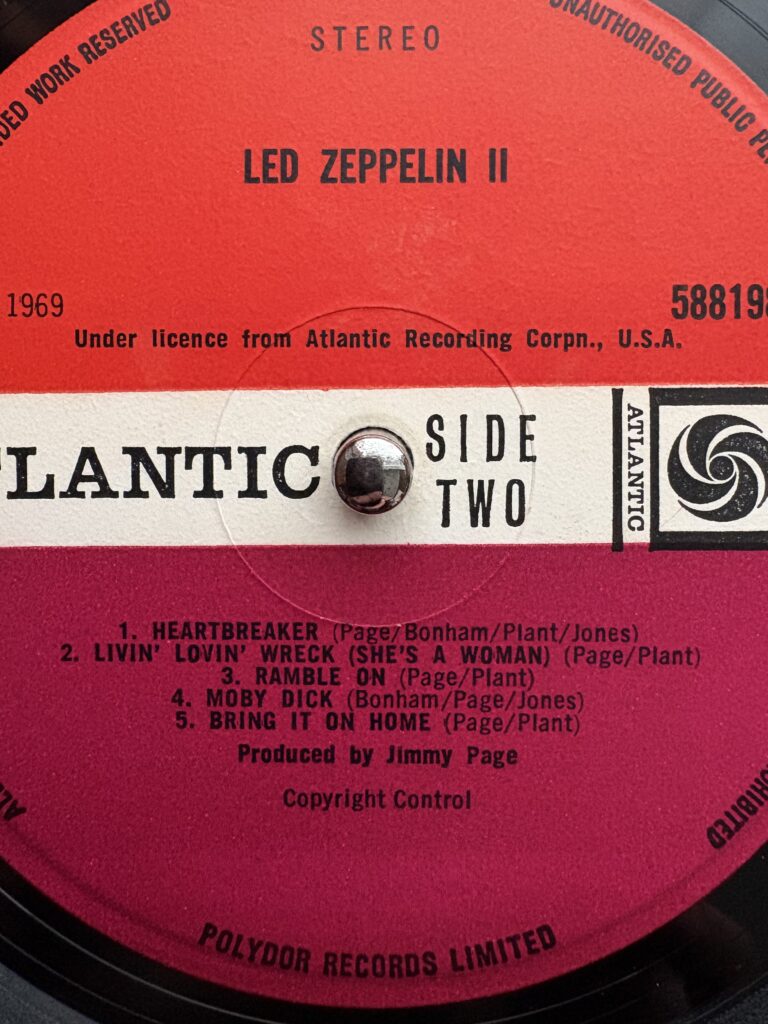 WORK RESERVED
STEREO
UNAUTHORISED PUBLIC
LED ZEPPELIN II
1969
58819
Under licence from Atlantic Recording Corpn., U.S.A.
LANTIC
SIDE
TWO
ATLANTIC
1. HEARTBREAKER (Page/Bonham/Plant/Jones)
2. LIVIN' LOVIN' WRECK (SHE'S A WOMAN) (Page/Plant)
3. RAMBLE ON (Page/Plant)
4. MOBY DICK (Bonham/Page/Jones)
5. BRING IT ON HOME (Page/Plant)
Produced by Jimmy Page
Copyright Control
POLYDOR RECORDS LIMITED